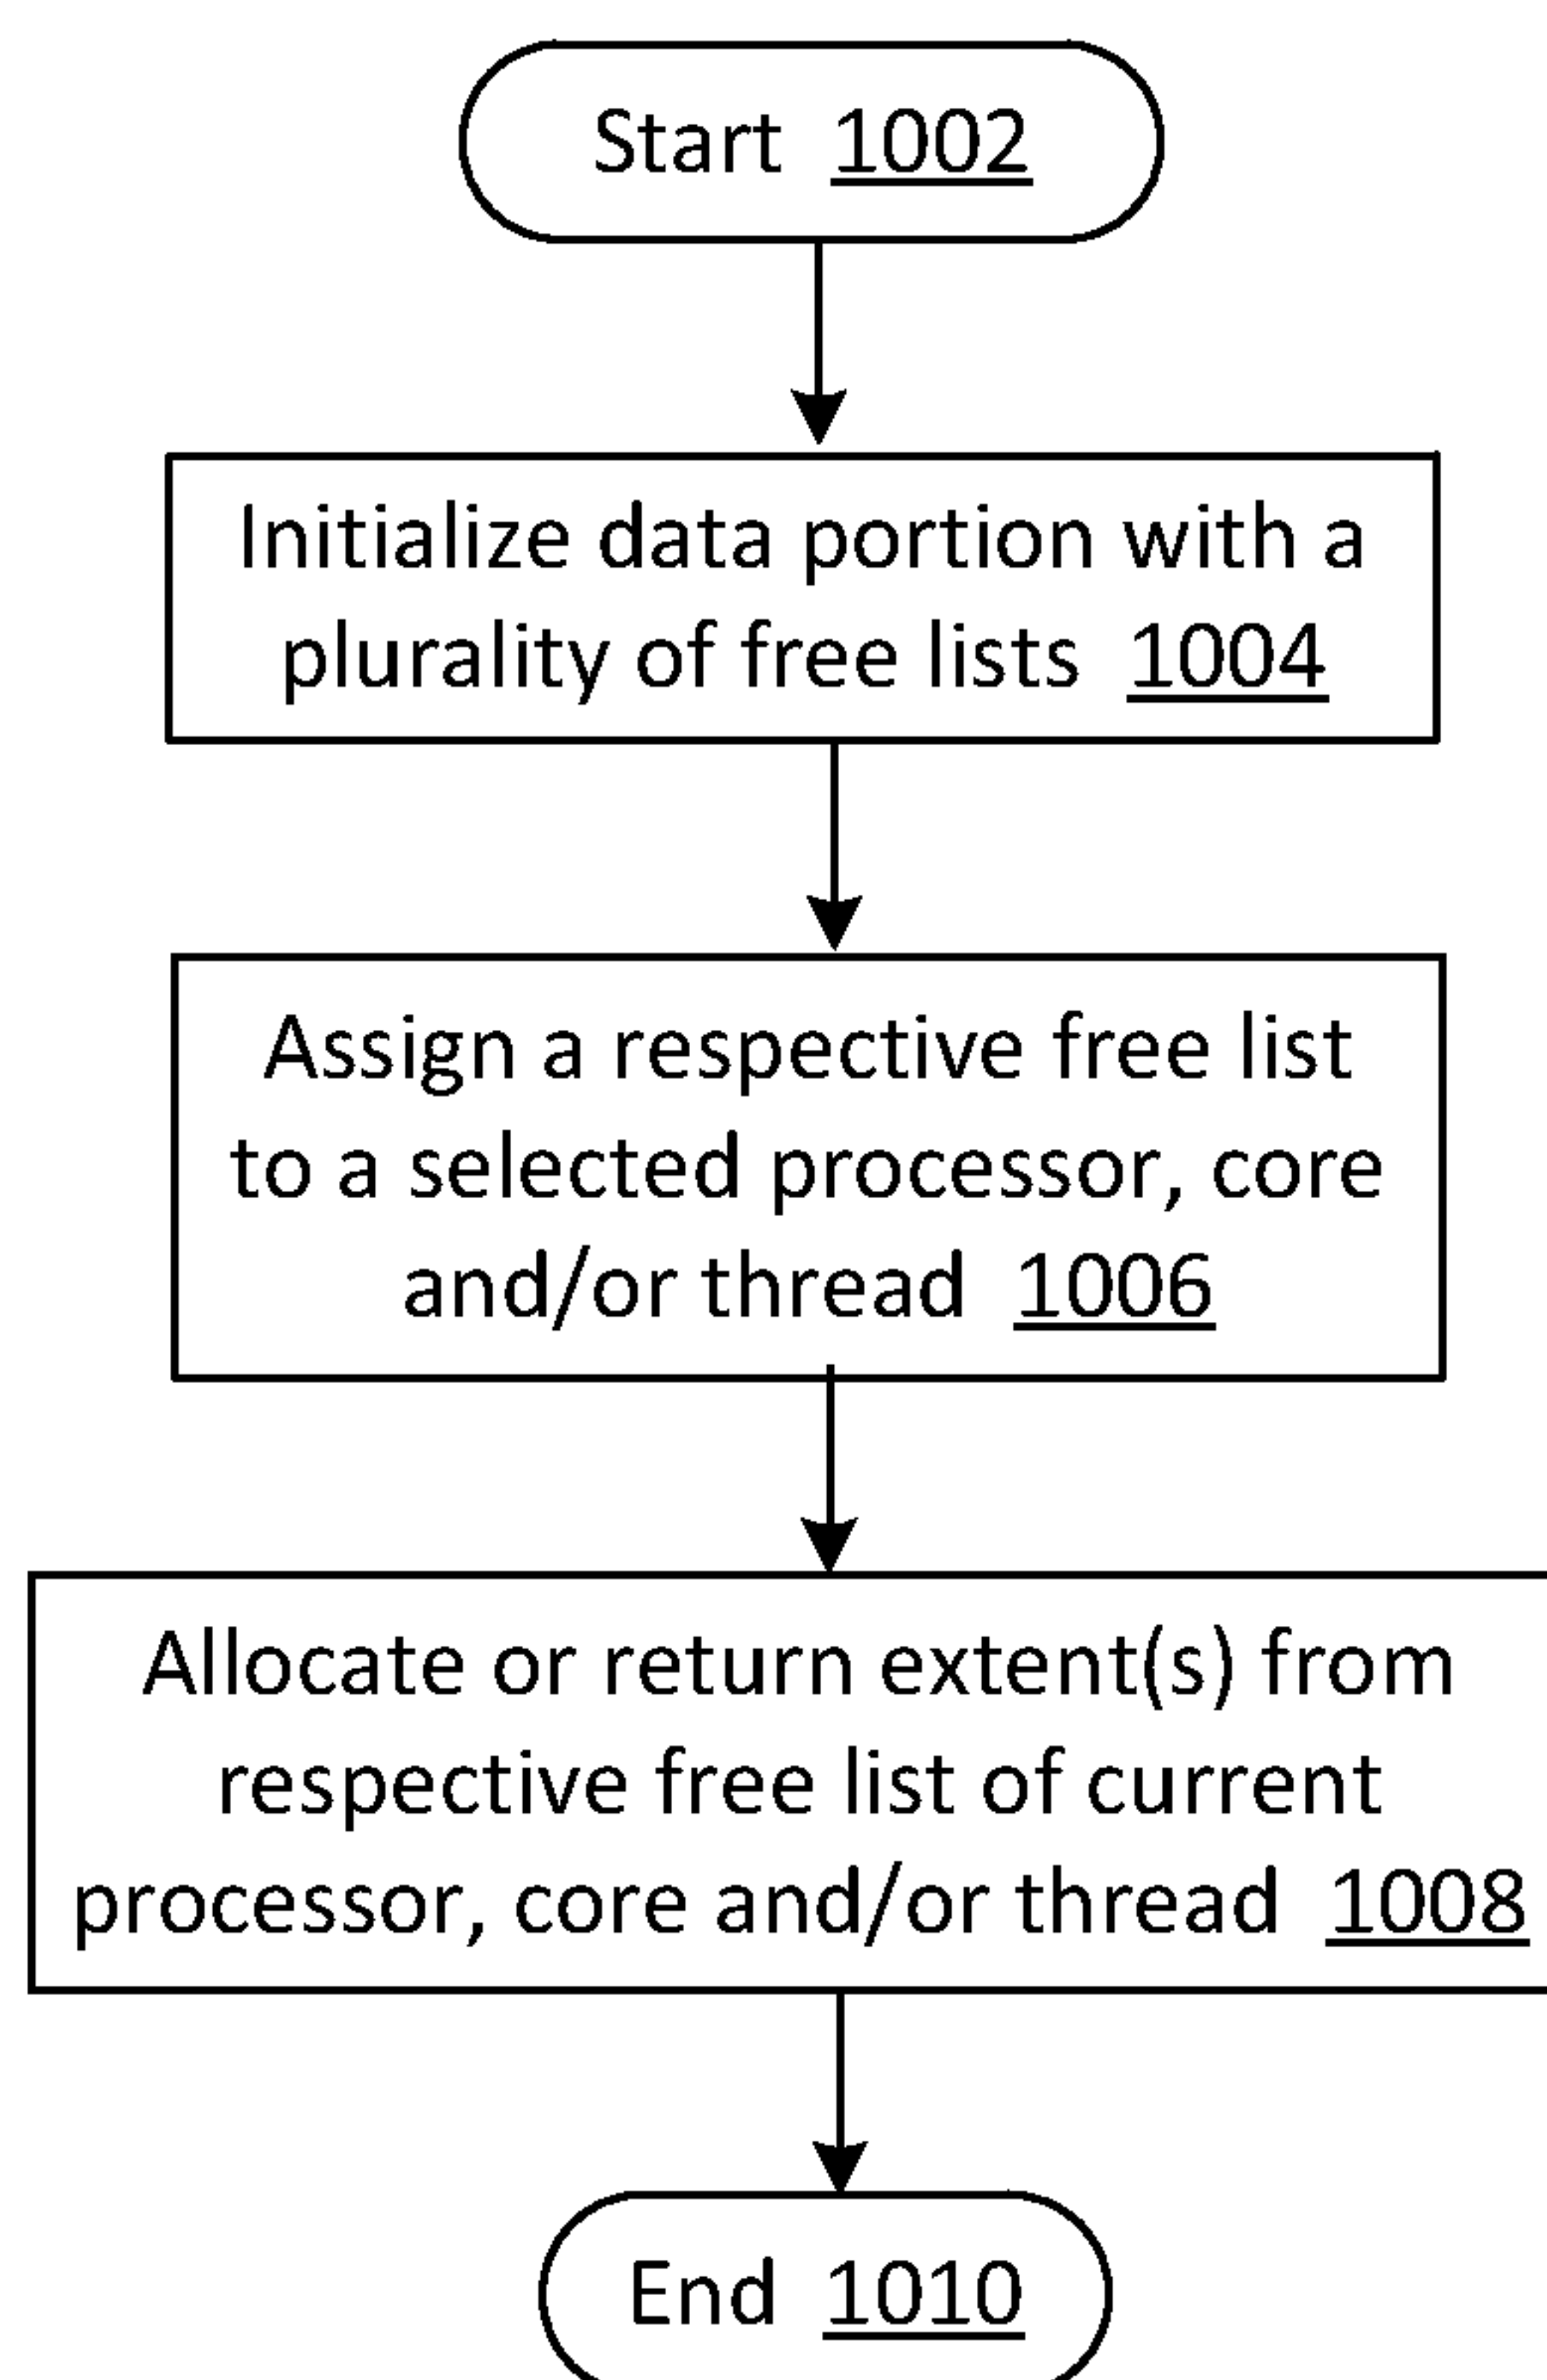 Start 1002
Initialize data portion with a
plurality of free lists 1004
Assign a respective free list
to a selected processor, core
and/or thread 1006
Allocate or return extent(s) from
respective free list of current
processor, core and/or thread 1008
End 1010